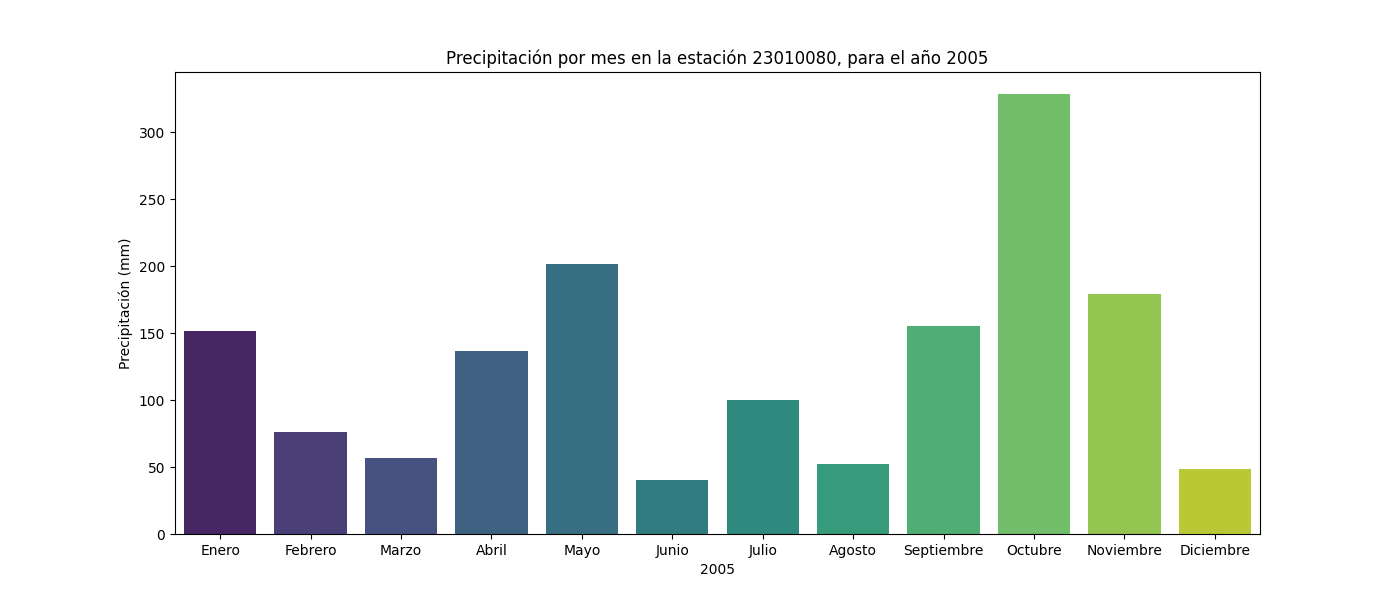 Precipitación por mes en la estación 23010080, para el año 2005
Precipitación (mm)
300
250
200
150
100
50
0
Enero Febrero Marzo Abril Mayo Junio Julio Agosto Septiembre Octubre Noviembre Diciembre
2005